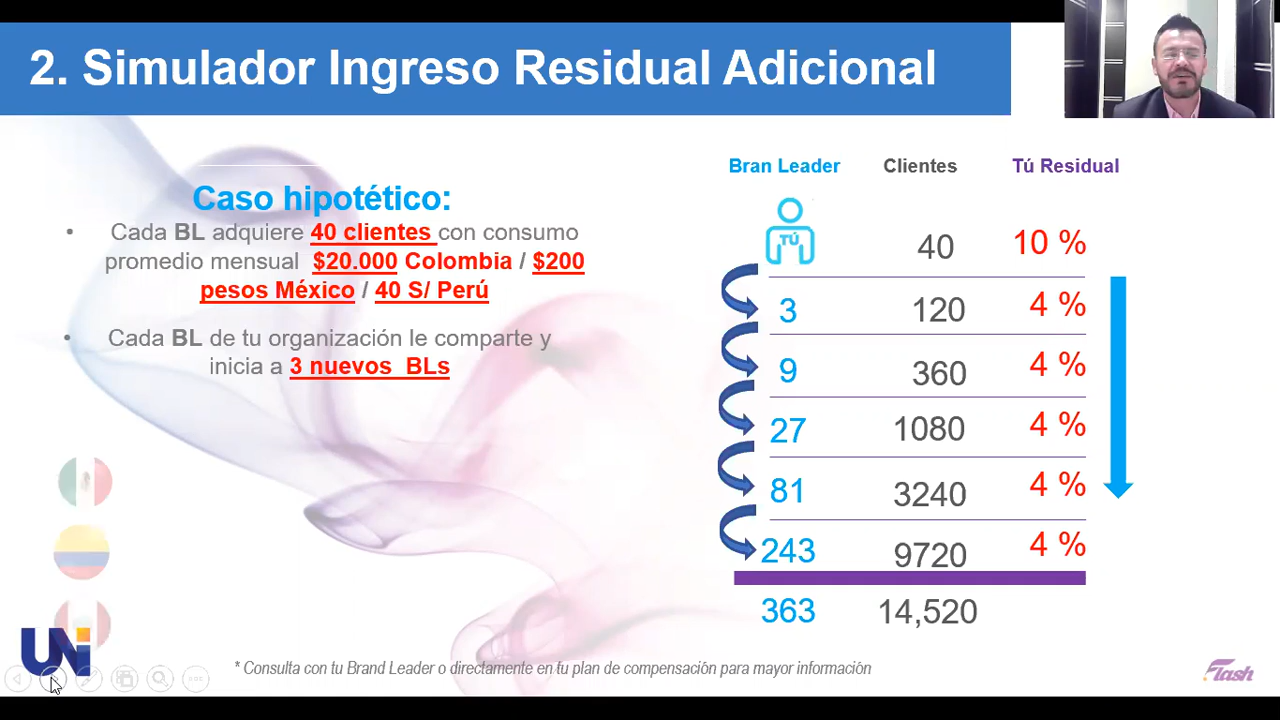 2. Simulador Ingreso Residual Adicional
Caso hipotético:
• Cada BL adquiere 40 clientes con consumo
promedio mensual $20.000 Colombia / $200
pesos México / 40 S/ Perú
• Cada BL de tu organización le comparte y
inicia a 3 nuevos BLs
Bran Leader Clientes Tú Residual
TÚ 40 10 %
3 120 4 %
9 360 4 %
27 1080 4 %
81 3240 4 %
243 9720 4 %
363 14,520
* Consulta con tu Brand Leader o directamente en tu plan de compensación para mayor información
UNi
Flash